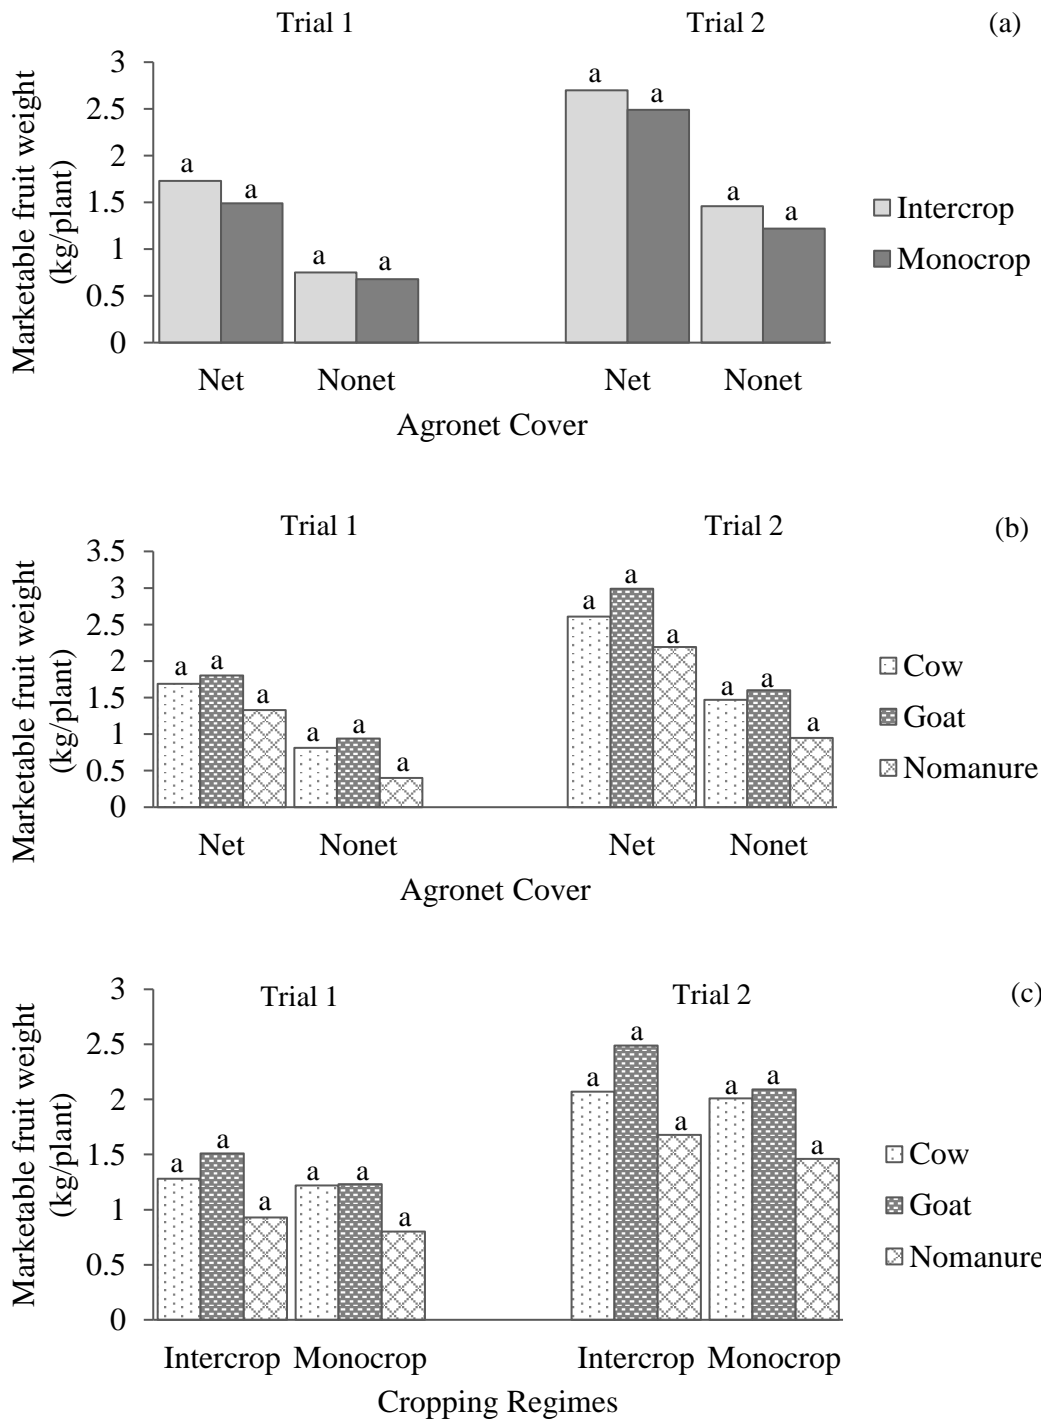 Trial 1 Trial 2 (a)
Marketable fruit weight
(kg/plant)
3
2.5
2
1.5
1
0.5
0
a a a a a a a a
Intercrop
Monocrop
Net Nonet Net Nonet
Agronet Cover
Trial 1 Trial 2 (b)
Marketable fruit weight
(kg/plant)
3.5
3
2.5
2
1.5
1
0.5
0
a a a a a a a a a a a a
Cow
Goat
Nomanure
Net Nonet Net Nonet
Agronet Cover
Trial 1 Trial 2 (c)
Marketable fruit weight
(kg/plant)
3
2.5
2
1.5
1
0.5
0
a a a a a a a a a a a a
Cow
Goat
Nomanure
Intercrop Monocrop Intercrop Monocrop
Cropping Regimes